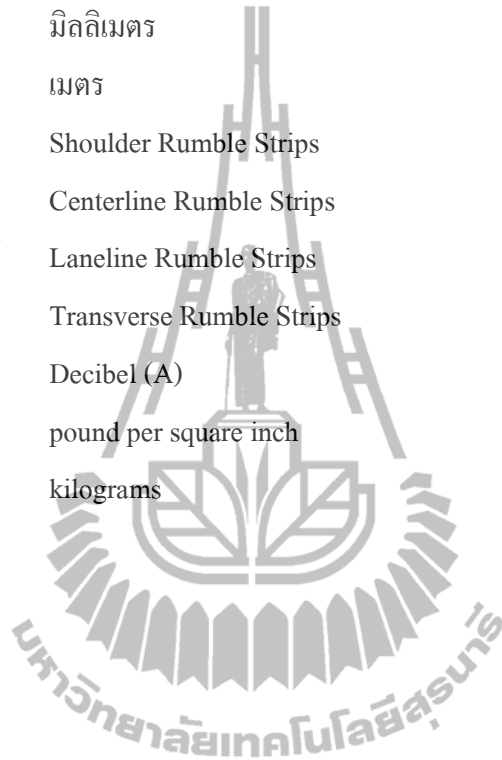 มิลลิเมตร
เมตร
Shoulder Rumble Strips
Centerline Rumble Strips
Laneline Rumble Strips
Transverse Rumble Strips
Decibel (A)
pound per square inch
kilograms
มหาวิทยาลัยเทคโนโลยีสุรนารี